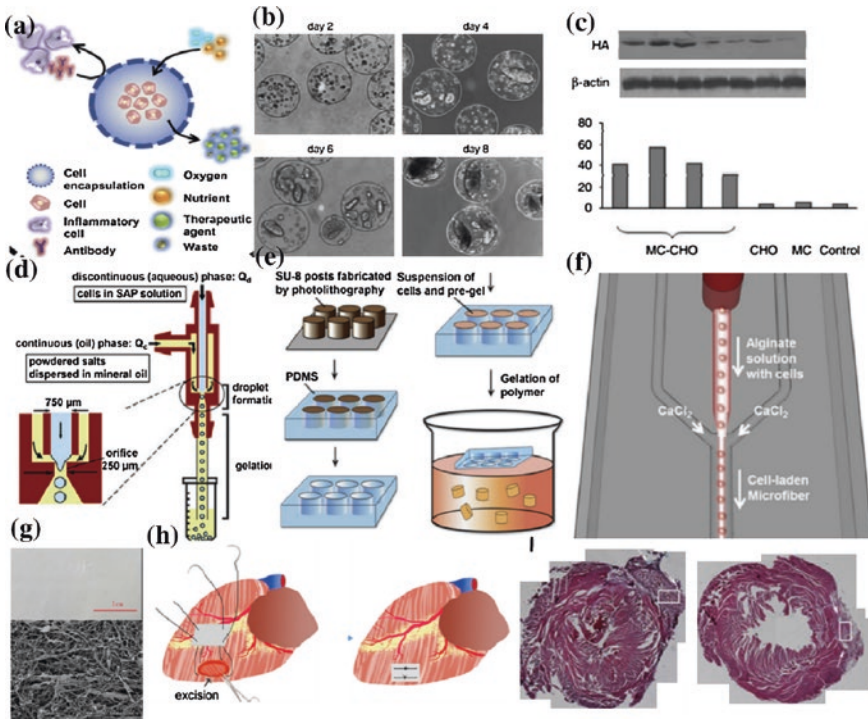 (a)
Cell
encapsulation
Cell
Inflammatory
cell
Antibody
Oxygen
Nutrient
Therapeutic
agent
Waste
(b)
day 2
day 4
day 6
day 8
(c)
HA
β-actin
80
60
40
20
0
MC-CHO
CHO
MC
Control
(d)
discontinuous (aqueous) phase: Qd
cells in SAP solution
continuous (oil) phase: Qc
powdered salts
dispersed in mineral oil
droplet
formatic
750 µm
orifice
250 µm
gelation
(e)
SU-8 posts fabricated
by photolithography
PDMS
Suspension of
cells and pre-gel
Gelation of
polymer
(f)
Alginate
solution
with cells
CaCl2
CaCl2
Cell-laden
Microfiber
(g)
(h)
excision